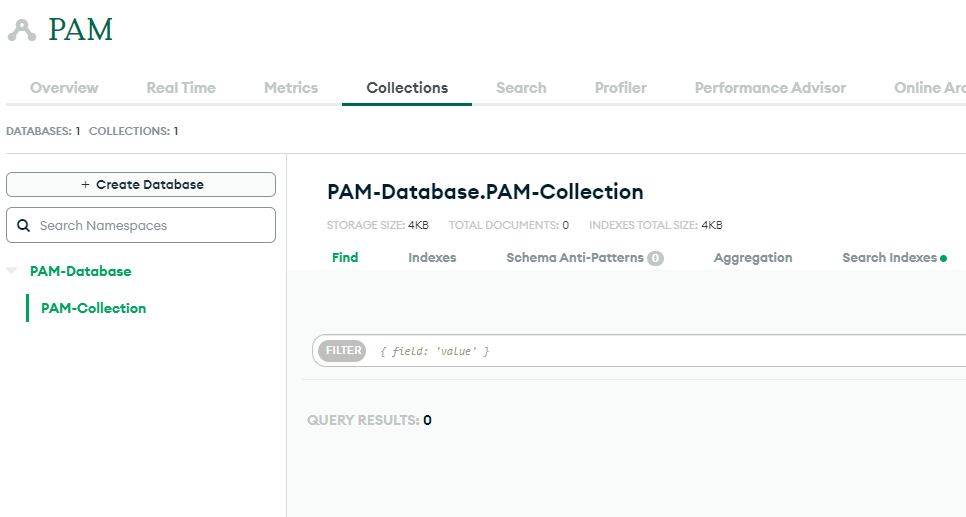 PAM
Overview Real Time Metrics Collections Search Profiler Performance Advisor Online Arc
DATABASES: 1 COLLECTIONS: 1
+ Create Database
Search Namespaces
PAM-Database
PAM-Collection
PAM-Database.PAM-Collection
STORAGE SIZE: 4KB TOTAL DOCUMENTS: 0 INDEXES TOTAL SIZE: 4KB
Find Indexes Schema Anti-Patterns 0 Aggregation Search Indexes
FILTER { field: 'value' }
QUERY RESULTS: 0